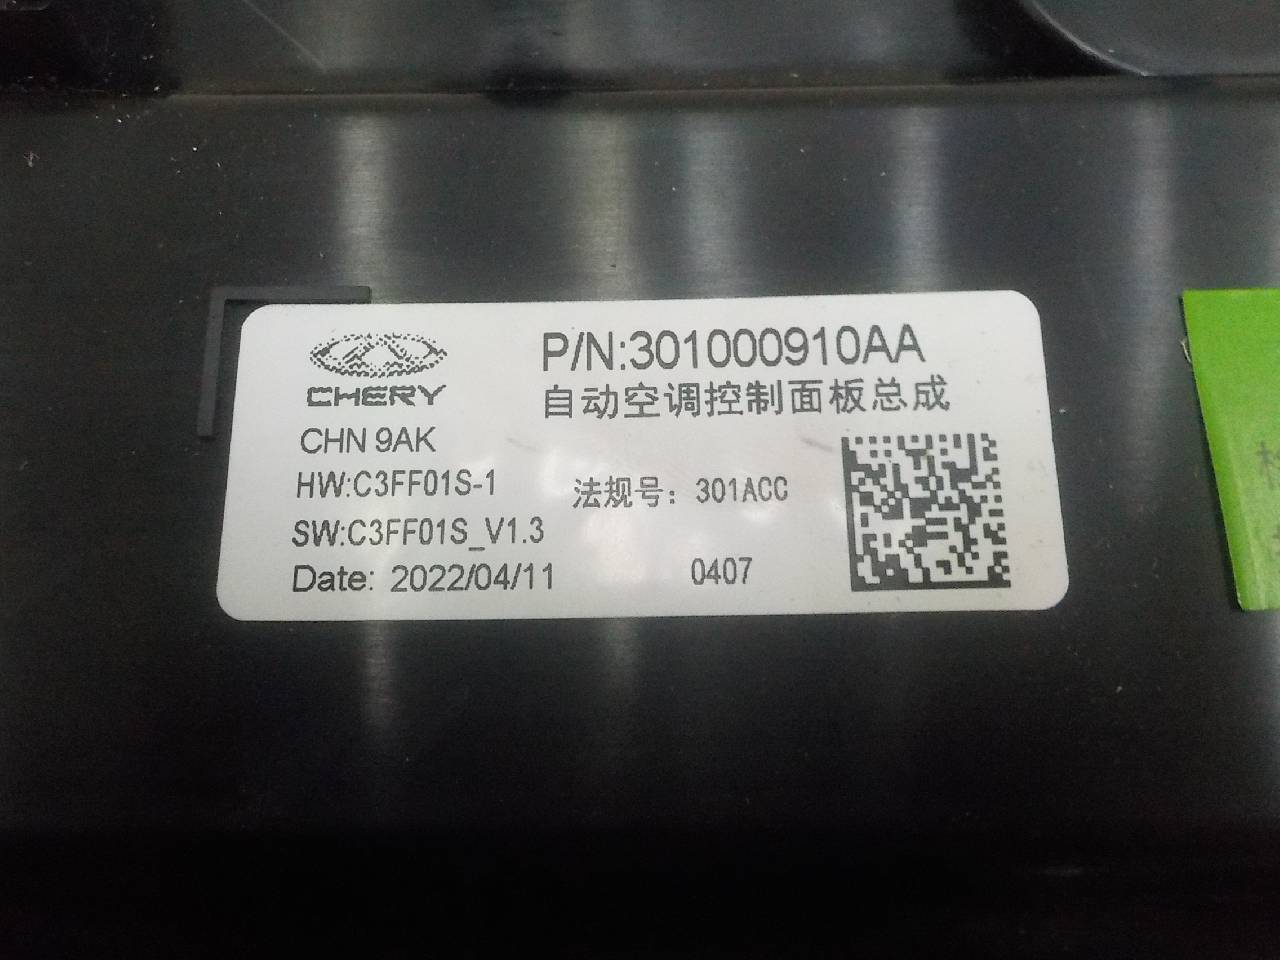 CHERY
P/N:301000910AA
自动空调控制面板总成
CHN 9AK
HW:C3FF01S-1
法规号：301ACC
SW:C3FF01S_V1.3
Date: 2022/04/11
0407